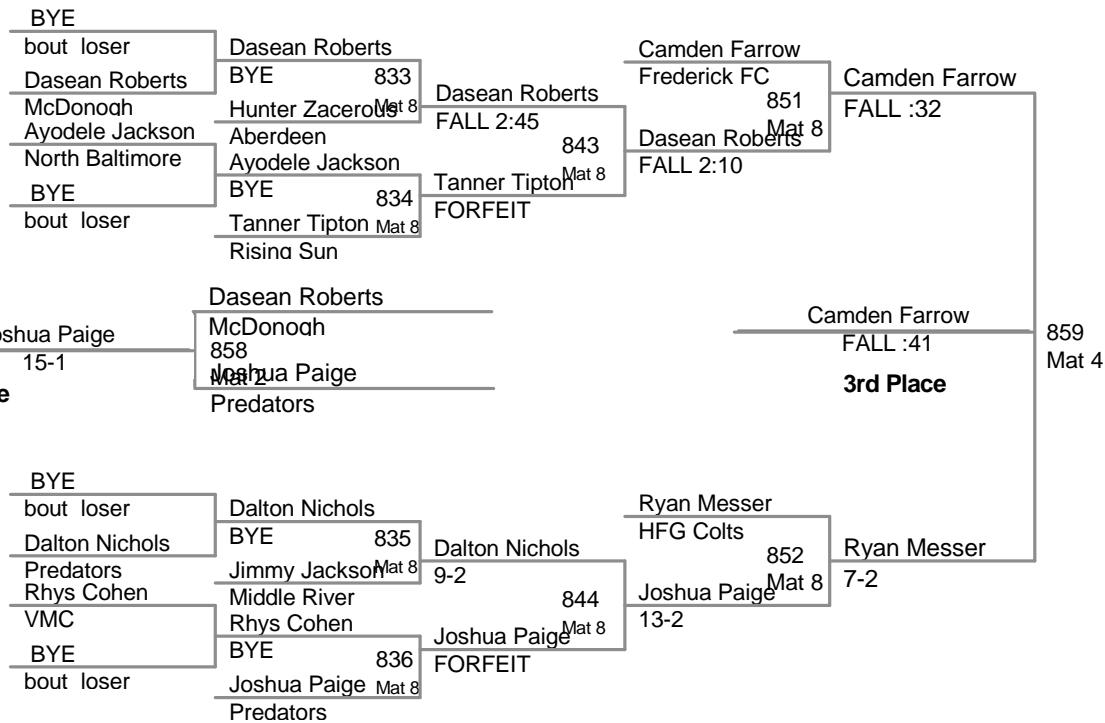 BYE
bout loser
Dasean Roberts
McDonogh
Ayodele Jackson
North Baltimore
BYE
bout loser
Dasean Roberts
BYE
833
Mat 8
Hunter Zacerous
Aberdeen
Ayodele Jackson
BYE
834
Mat 8
Tanner Tipton
Rising Sun
Dasean Roberts
FALL 2:45
843
Mat 8
Tanner Tipton
FORFEIT
Camden Farrow
Frederick FC
851
Mat 8
Dasean Roberts
FALL 2:10
Camden Farrow
FALL :32
Paige
15-1
Dasean Roberts
McDonogh
858
Mat 2
Joshua Paige
Predators
Camden Farrow
FALL :41
3rd Place
859
Mat 4
BYE
bout loser
Dalton Nichols
Predators
Rhys Cohen
VMC
BYE
bout loser
Dalton Nichols
BYE
835
Mat 8
Jimmy Jackson
Middle River
Rhys Cohen
BYE
836
Mat 8
Joshua Paige
Predators
Dalton Nichols
9-2
844
Mat 8
Joshua Paige
FORFEIT
Ryan Messer
HFG Colts
852
Mat 8
Joshua Paige
13-2
Ryan Messer
7-2